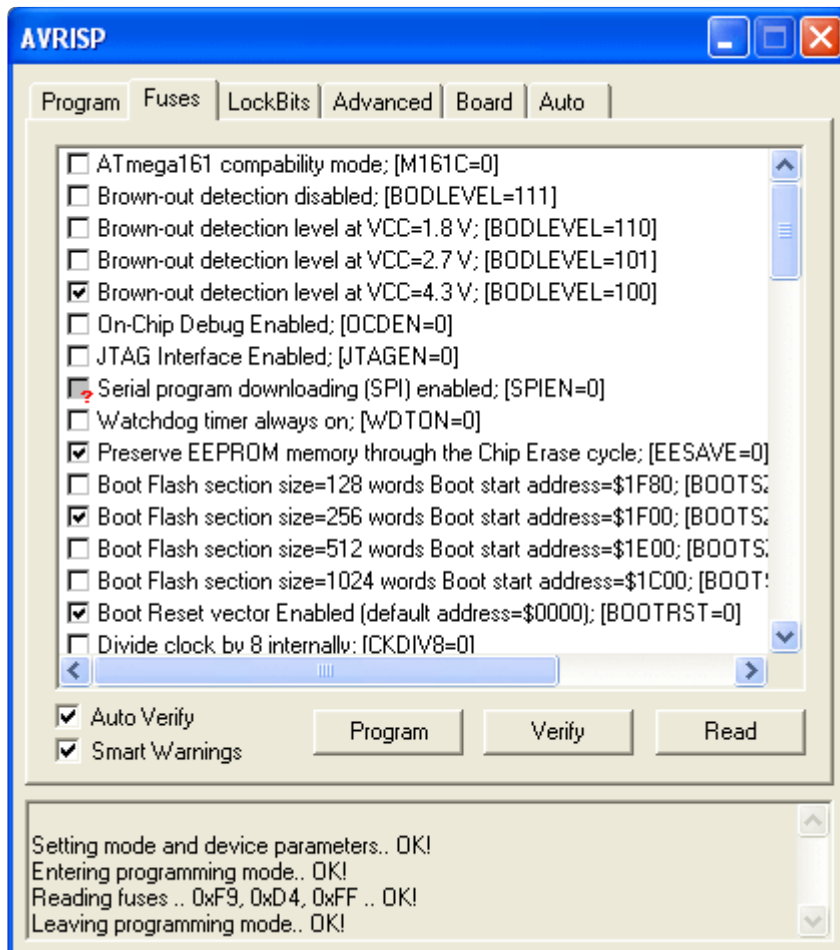 AVRISP
Program Fuses LockBits Advanced Board Auto
ATmega161 compability mode; [M161C=0]
Brown-out detection disabled; [BODLEVEL=111]
Brown-out detection level at VCC=1.8 V; [BODLEVEL=110]
Brown-out detection level at VCC=2.7 V; [BODLEVEL=101]
Brown-out detection level at VCC=4.3 V; [BODLEVEL=100]
On-Chip Debug Enabled; [OCDEN=0]
JTAG Interface Enabled; [JTAGEN=0]
? Serial program downloading (SPI) enabled; [SPIEN=0]
Watchdog timer always on; [WDTON=0]
Preserve EEPROM memory through the Chip Erase cycle; [EESAVE=0]
Boot Flash section size=128 words Boot start address=$1F80; [BOOTSZ
Boot Flash section size=256 words Boot start address=$1F00; [BOOTSZ
Boot Flash section size=512 words Boot start address=$1E00; [BOOTSZ
Boot Flash section size=1024 words Boot start address=$1C00; [BOOTS
Boot Reset vector Enabled (default address=$0000); [BOOTRST=0]
Divide clock by 8 internally; [CKDIV8=0]
Auto Verify
Smart Warnings
Program Verify Read
Setting mode and device parameters.. OK!
Entering programming mode.. OK!
Reading fuses .. 0xF9, 0xD4, 0xFF .. OK!
Leaving programming mode.. OK!